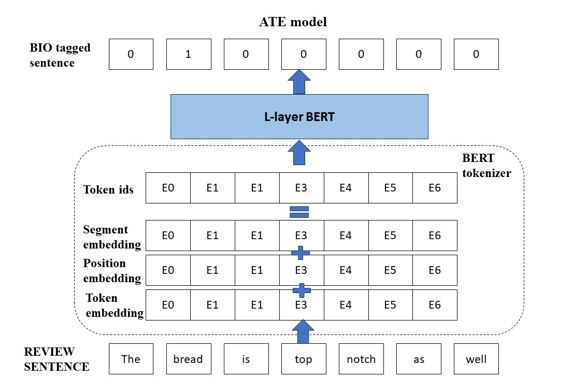 ATE model
BIO tagged
sentence
0 1 0 0 0 0 0
L-layer BERT
BERT
tokenizer
Token ids E0 E1 E1 E3 E4 E5 E6
Segment
embedding
E0 E1 E1 E3 E4 E5 E6
Position
embedding
E0 E1 E1 E3 E4 E5 E6
Token
embedding
E0 E1 E1 E3 E4 E5 E6
REVIEW
SENTENCE
The bread is top notch as well